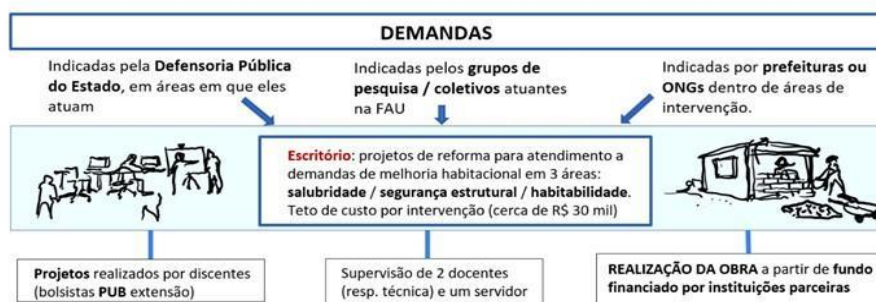 DEMANDAS
Indicadas pela Defensoria Pública
do Estado, em áreas em que eles
atuam
Indicadas pelos grupos de
pesquisa / coletivos atuantes
na FAU
Indicadas por prefeituras ou
ONGs dentro de áreas de
intervenção.
Escritório: projetos de reforma para atendimento a
demandas de melhoria habitacional em 3 áreas:
salubridade / segurança estrutural / habitabilidade.
Teto de custo por intervenção (cerca de R$ 30 mil)
Projetos realizados por discentes
(bolsistas PUB extensão)
Supervisão de 2 docentes
(resp. técnica) e um servidor
REALIZAÇÃO DA OBRA a partir de fundo
financiado por instituições parceiras